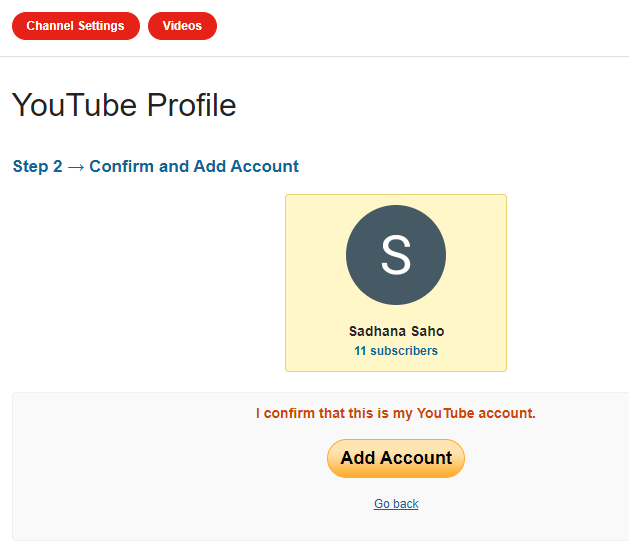 Channel Settings Videos
YouTube Profile
Step 2 → Confirm and Add Account
S
Sadhana Saho
11 subscribers
I confirm that this is my YouTube account.
Add Account
Go back